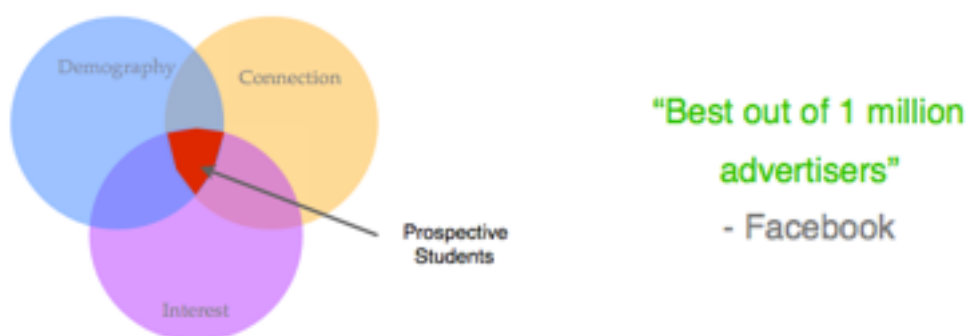 Demography
Connection
Prospective
Students
Interest
“Best out of 1 million
advertisers”
- Facebook